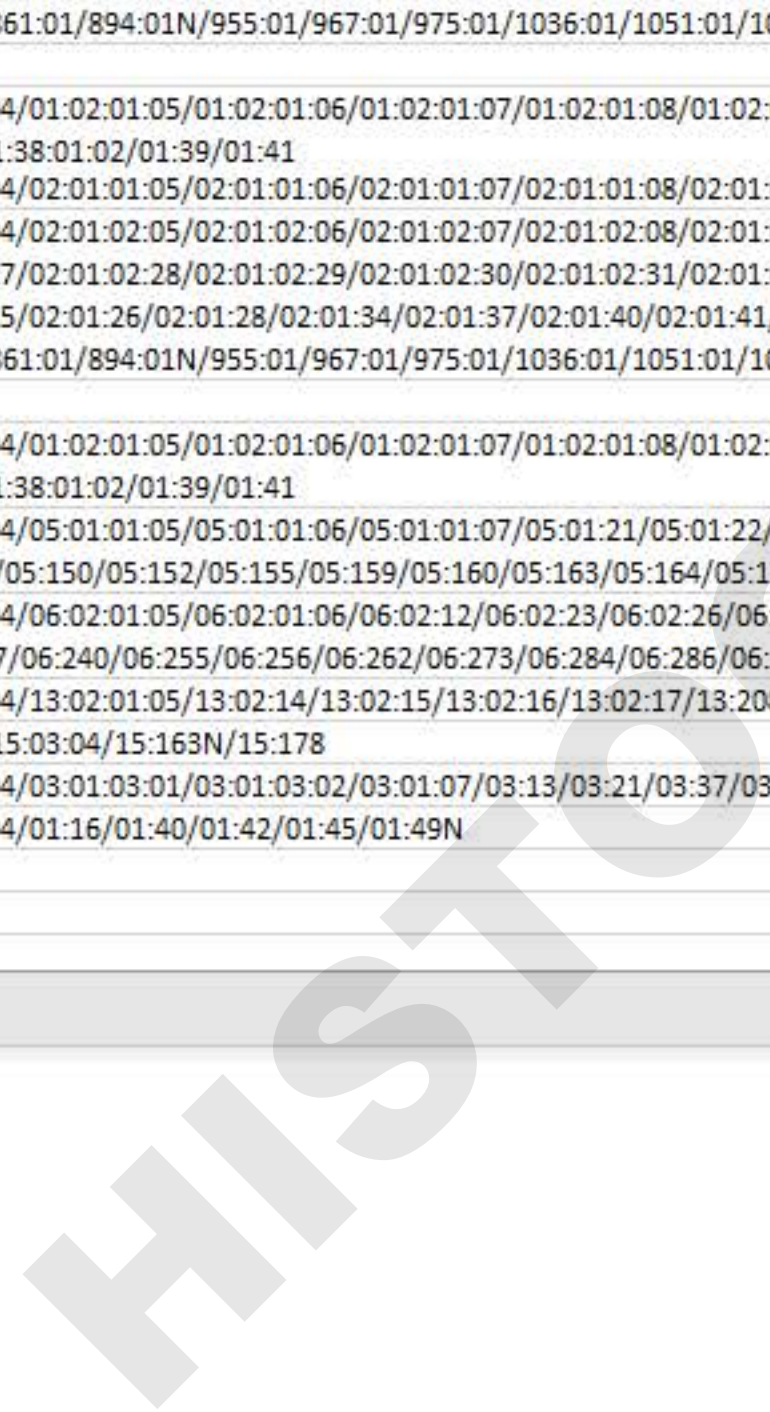 361:01/894:01N/955:01/967:01/975:01/1036:01/1051:01/10
4/01:02:01:05/01:02:01:06/01:02:01:07/01:02:01:08/01:02:
1:38:01:02/01:39/01:41
4/02:01:01:05/02:01:01:06/02:01:01:07/02:01:01:08/02:01:
4/02:01:02:05/02:01:02:06/02:01:02:07/02:01:02:08/02:01:
7/02:01:02:28/02:01:02:29/02:01:02:30/02:01:02:31/02:01:
5/02:01:26/02:01:28/02:01:34/02:01:37/02:01:40/02:01:41/
361:01/894:01N/955:01/967:01/975:01/1036:01/1051:01/10
4/01:02:01:05/01:02:01:06/01:02:01:07/01:02:01:08/01:02:
1:38:01:02/01:39/01:41
4/05:01:01:05/05:01:01:06/05:01:01:07/05:01:21/05:01:22/
/05:150/05:152/05:155/05:159/05:160/05:163/05:164/05:1
4/06:02:01:05/06:02:01:06/06:02:12/06:02:23/06:02:26/06
7/06:240/06:255/06:256/06:262/06:273/06:284/06:286/06:
4/13:02:01:05/13:02:14/13:02:15/13:02:16/13:02:17/13:20
15:03:04/15:163N/15:178
4/03:01:03:01/03:01:03:02/03:01:07/03:13/03:21/03:37/03
4/01:16/01:40/01:42/01:45/01:49N
HISTO